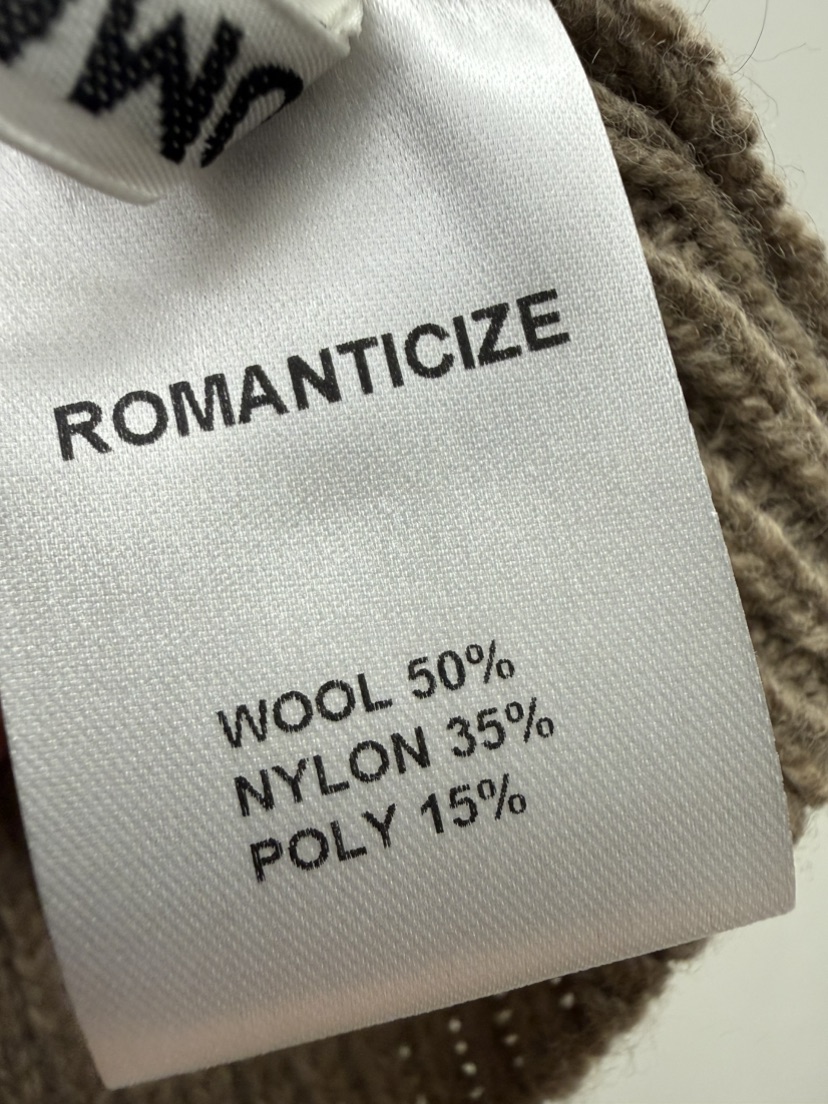 ROMANTICIZE
WOOL 50%
NYLON 35%
POLY 15%